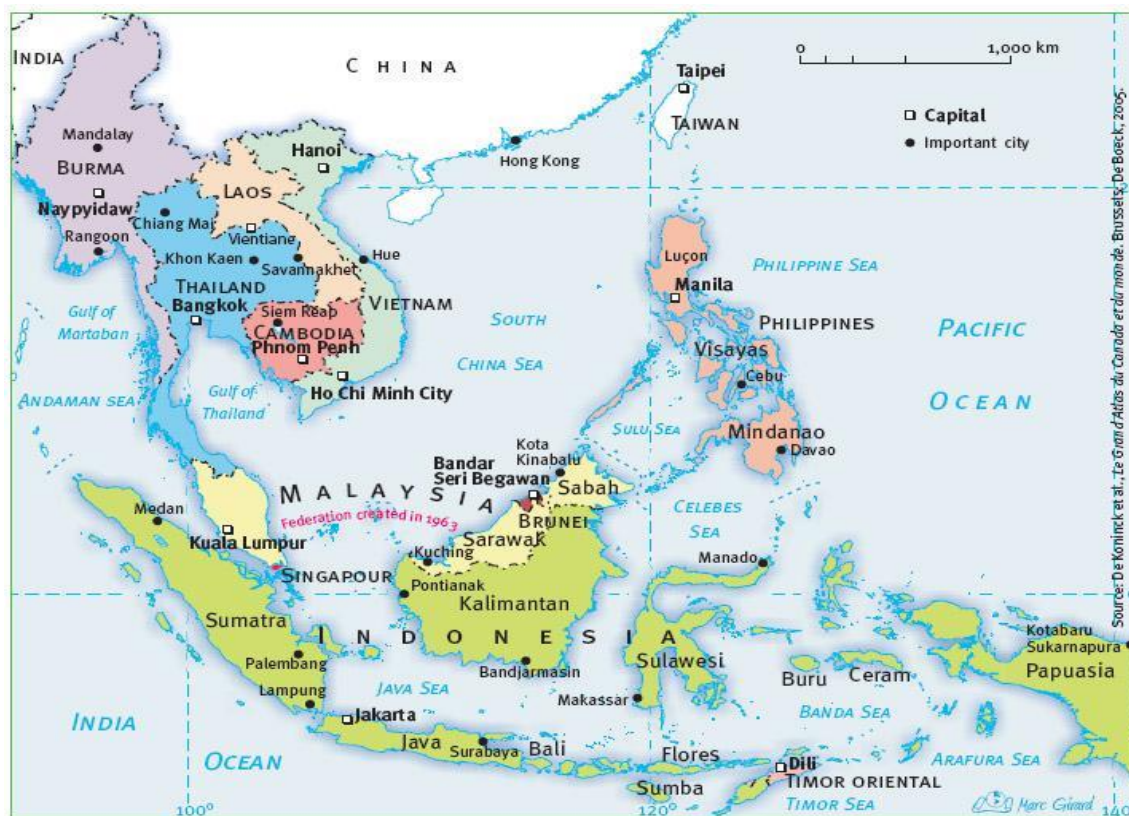 INDIA
CHINA
0
1,000 km
Taipei
TAIWAN
Capital
Important city
Mandalay
BURMA
Hanoi
Hong Kong
LAOS
Naypyidaw
Chiang Mai
Rangoon
Vientiane
Khon Kaen
Savannakhet
Hue
Luçon
PHILIPPINE SEA
THAILAND
Bangkok
VIETNAM
Manila
Gulf of
Martaban
Siem Reap
CAMBODIA
Phnom Penh
SOUTH
CHINA SEA
PHILIPPINES
PACIFIC
OCEAN
Visayas
Cebu
Ho Chi Minh City
ANDAMAN SEA
Gulf of
Thailand
SULU SEA
Mindanao
Davao
Kota
Kinabalu
Bandar
Seri Begawan
Sabah
MALAYSIA
Federation created in 1963
BRUNEI
Sarawak
CELEBES
SEA
Medan
Kuala Lumpur
Kuching
Manado
SINGAPOUR
Pontianak
Kalimantan
Sumatra
INDONESIA
Kotabaru
Sukarnapura
Papuasia
Palembang
Bandjarmasin
Sulawesi
Buru
Ceram
Lampung
JAVA SEA
Makassar
BANDA SEA
INDIA
OCEAN
Jakarta
Java
Surabaya
Bali
Flores
Dili
TIMOR ORIENTAL
ARAFURA SEA
Sumba
TIMOR SEA
Marc Girard
100°
120°
140°
Source: De Koninck et al., Le Grand Atlas du Canada et du monde. Brussels: De Boeck, 2005.